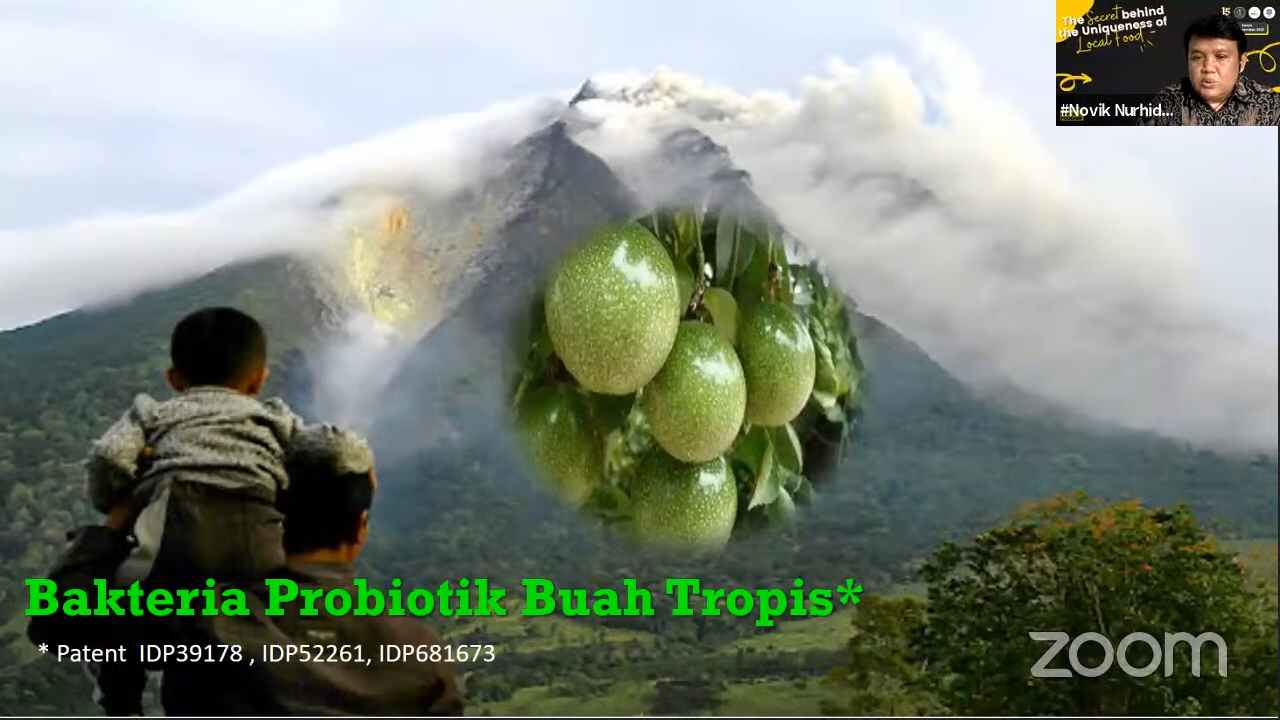 The Secret behind
the Uniqueness of
Local Food
#Novik Nurhid...
Bakteria Probiotik Buah Tropis*
* Patent IDP39178 , IDP52261, IDP681673
zoom